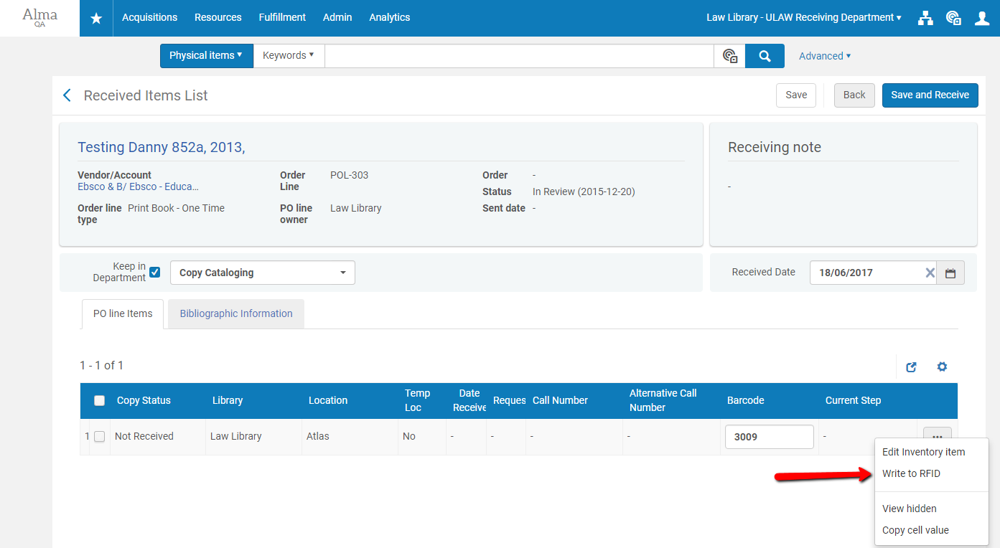 Alma
QA
Acquisitions Resources Fulfillment Admin Analytics
Law Library - ULAW Receiving Department
Physical items Keywords Advanced
Received Items List Save Back Save and Receive
Testing Danny 852a, 2013,
Receiving note
Vendor/Account
Ebsco & B/ Ebsco - Educa...
Order line type Print Book - One Time
Order Line POL-303
PO line owner Law Library
Order -
Status In Review (2015-12-20)
Sent date -
-
Keep in Department Copy Cataloging
Received Date 18/06/2017
PO line Items Bibliographic Information
1 - 1 of 1
Copy Status Library Location Temp Loc Date Receive Reques Call Number Alternative Call Number Barcode Current Step
1 Not Received Law Library Atlas No - - - - 3009 - ...
Edit Inventory item
Write to RFID
View hidden
Copy cell value